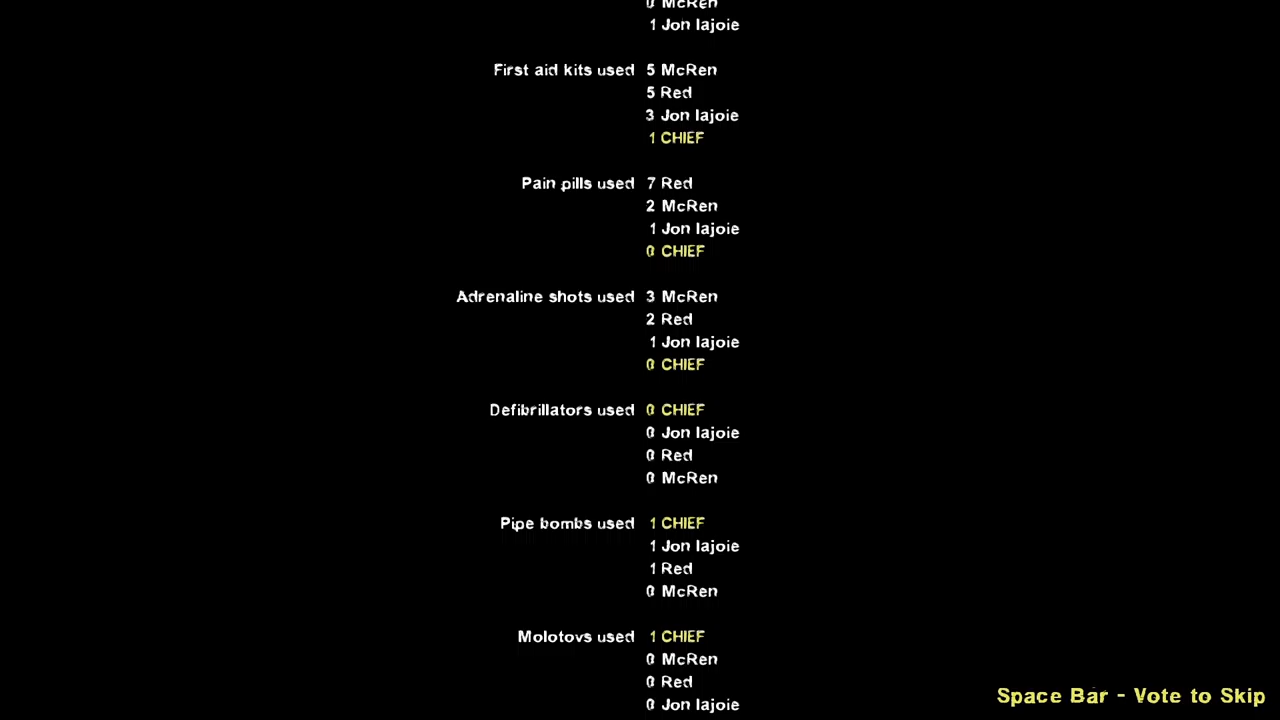 0 McRen
1 Jon lajoie
First aid kits used 5 McRen
5 Red
3 Jon lajoie
1 CHIEF
Pain pills used 7 Red
2 McRen
1 Jon lajoie
0 CHIEF
Adrenaline shots used 3 McRen
2 Red
1 Jon lajoie
0 CHIEF
Defibrillators used 0 CHIEF
0 Jon lajoie
0 Red
0 McRen
Pipe bombs used 1 CHIEF
1 Jon lajoie
1 Red
0 McRen
Molotovs used 1 CHIEF
0 McRen
0 Red
0 Jon lajoie
Space Bar - Vote to Skip